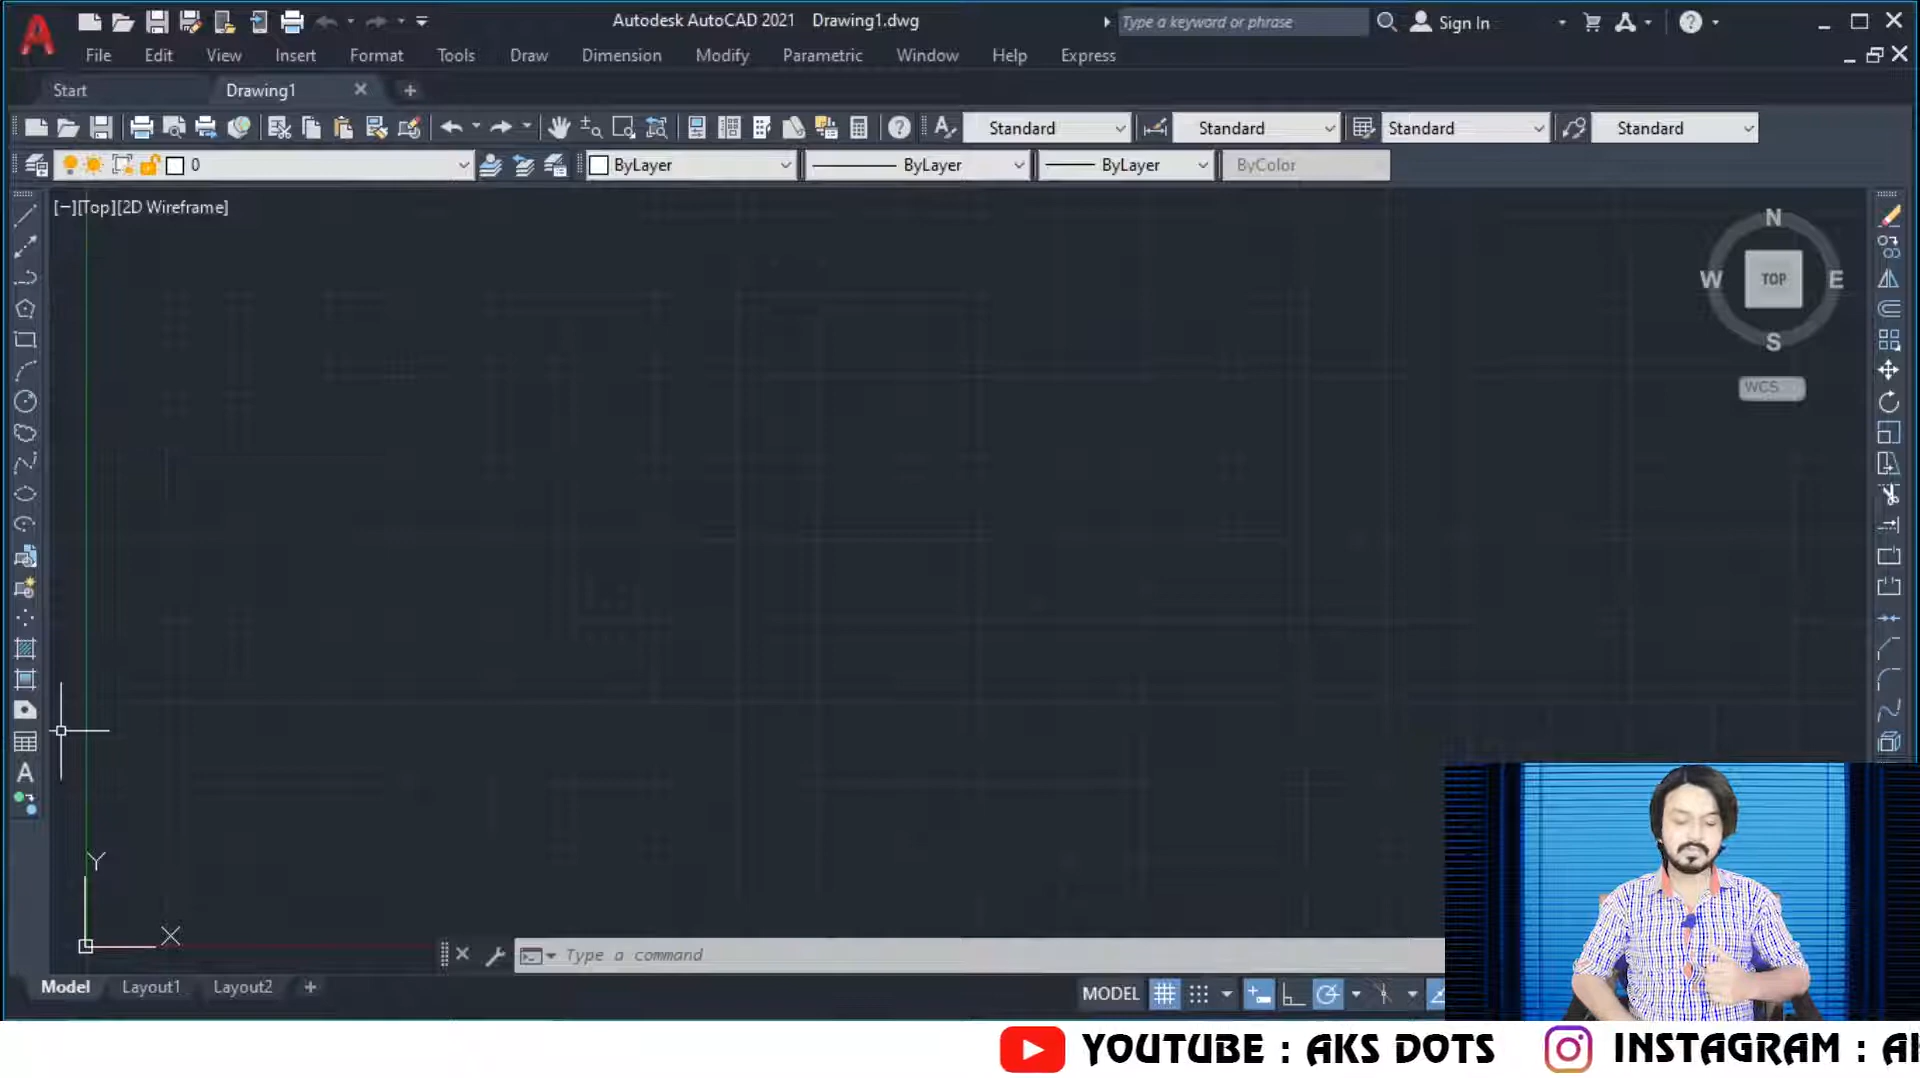 Autodesk AutoCAD 2021 Drawing1.dwg
Type a keyword or phrase
Sign In
File Edit View Insert Format Tools Draw Dimension Modify Parametric Window Help Express
Start
Drawing1
Standard
Standard
Standard
Standard
0
ByLayer
ByLayer
ByLayer
ByColor
[−][Top][2D Wireframe]
N
W
TOP
E
S
WCS
Y
X
Type a command
Model
Layout1
Layout2
MODEL
YOUTUBE : AKS DOTS
INSTAGRAM :